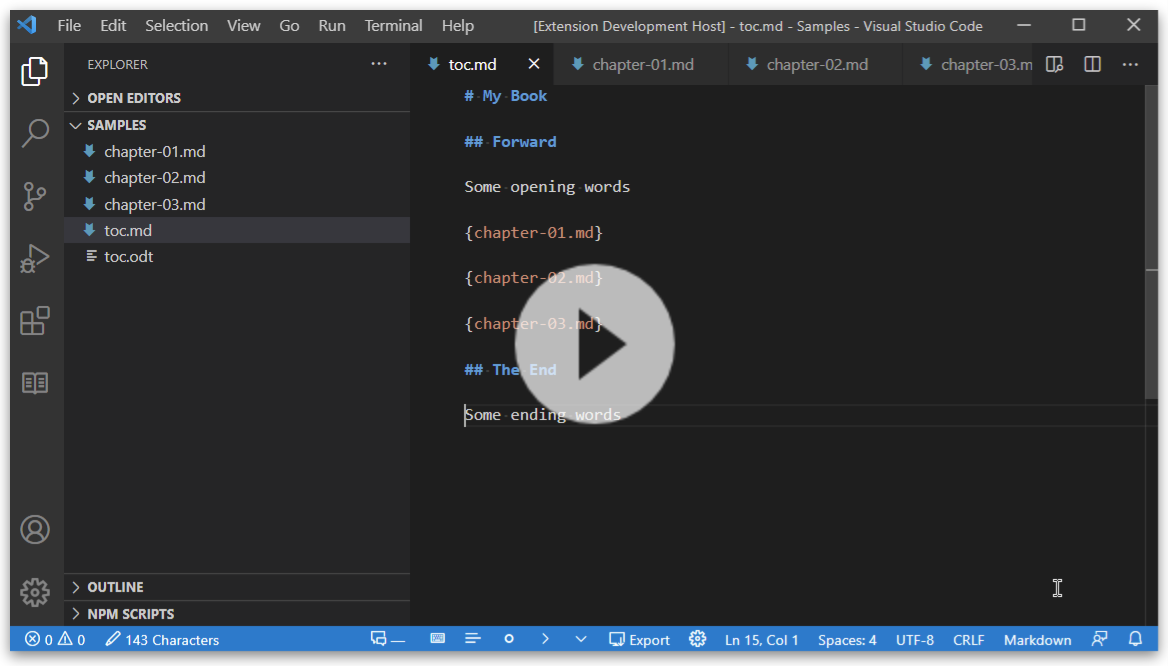 File Edit Selection View Go Run Terminal Help [Extension Development Host] - toc.md - Samples - Visual Studio Code
EXPLORER
toc.md chapter-01.md chapter-02.md chapter-03.m
OPEN EDITORS
SAMPLES
chapter-01.md
chapter-02.md
chapter-03.md
toc.md
toc.odt
OUTLINE
NPM SCRIPTS
# My Book
## Forward
Some opening words
{chapter-01.md}
{chapter-02.md}
{chapter-03.md}
## The End
Some ending words
0 0 143 Characters Export Ln 15, Col 1 Spaces: 4 UTF-8 CRLF Markdown